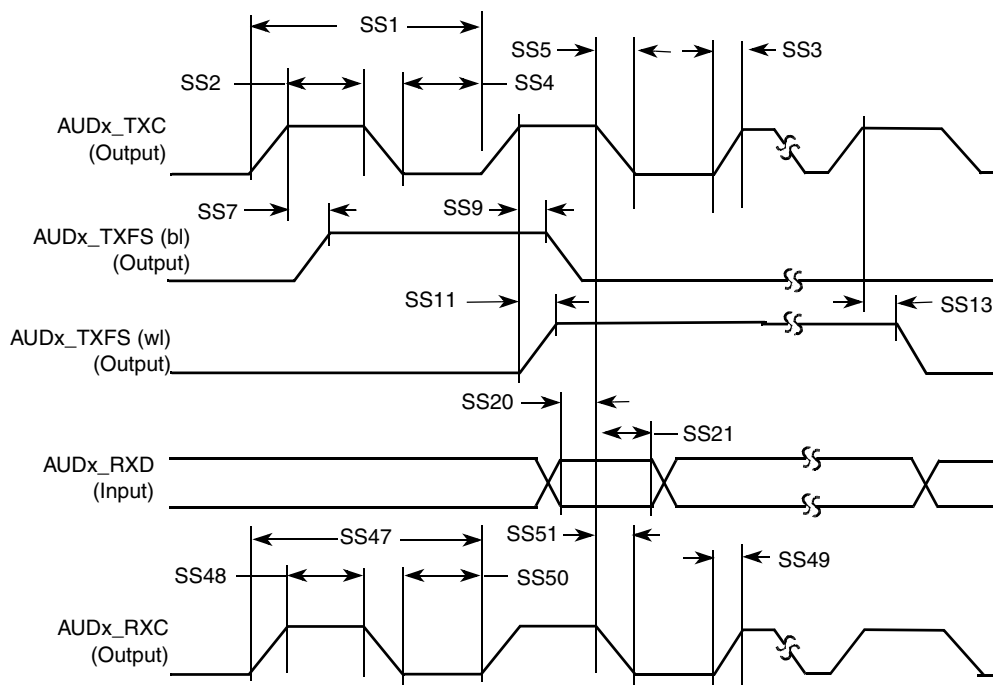 SS1
SS5
SS3
SS2
SS4
AUDx_TXC
(Output)
SS7
SS9
AUDx_TXFS (bl)
(Output)
SS11
SS13
AUDx_TXFS (wl)
(Output)
SS20
SS21
AUDx_RXD
(Input)
SS47
SS51
SS49
SS48
SS50
AUDx_RXC
(Output)